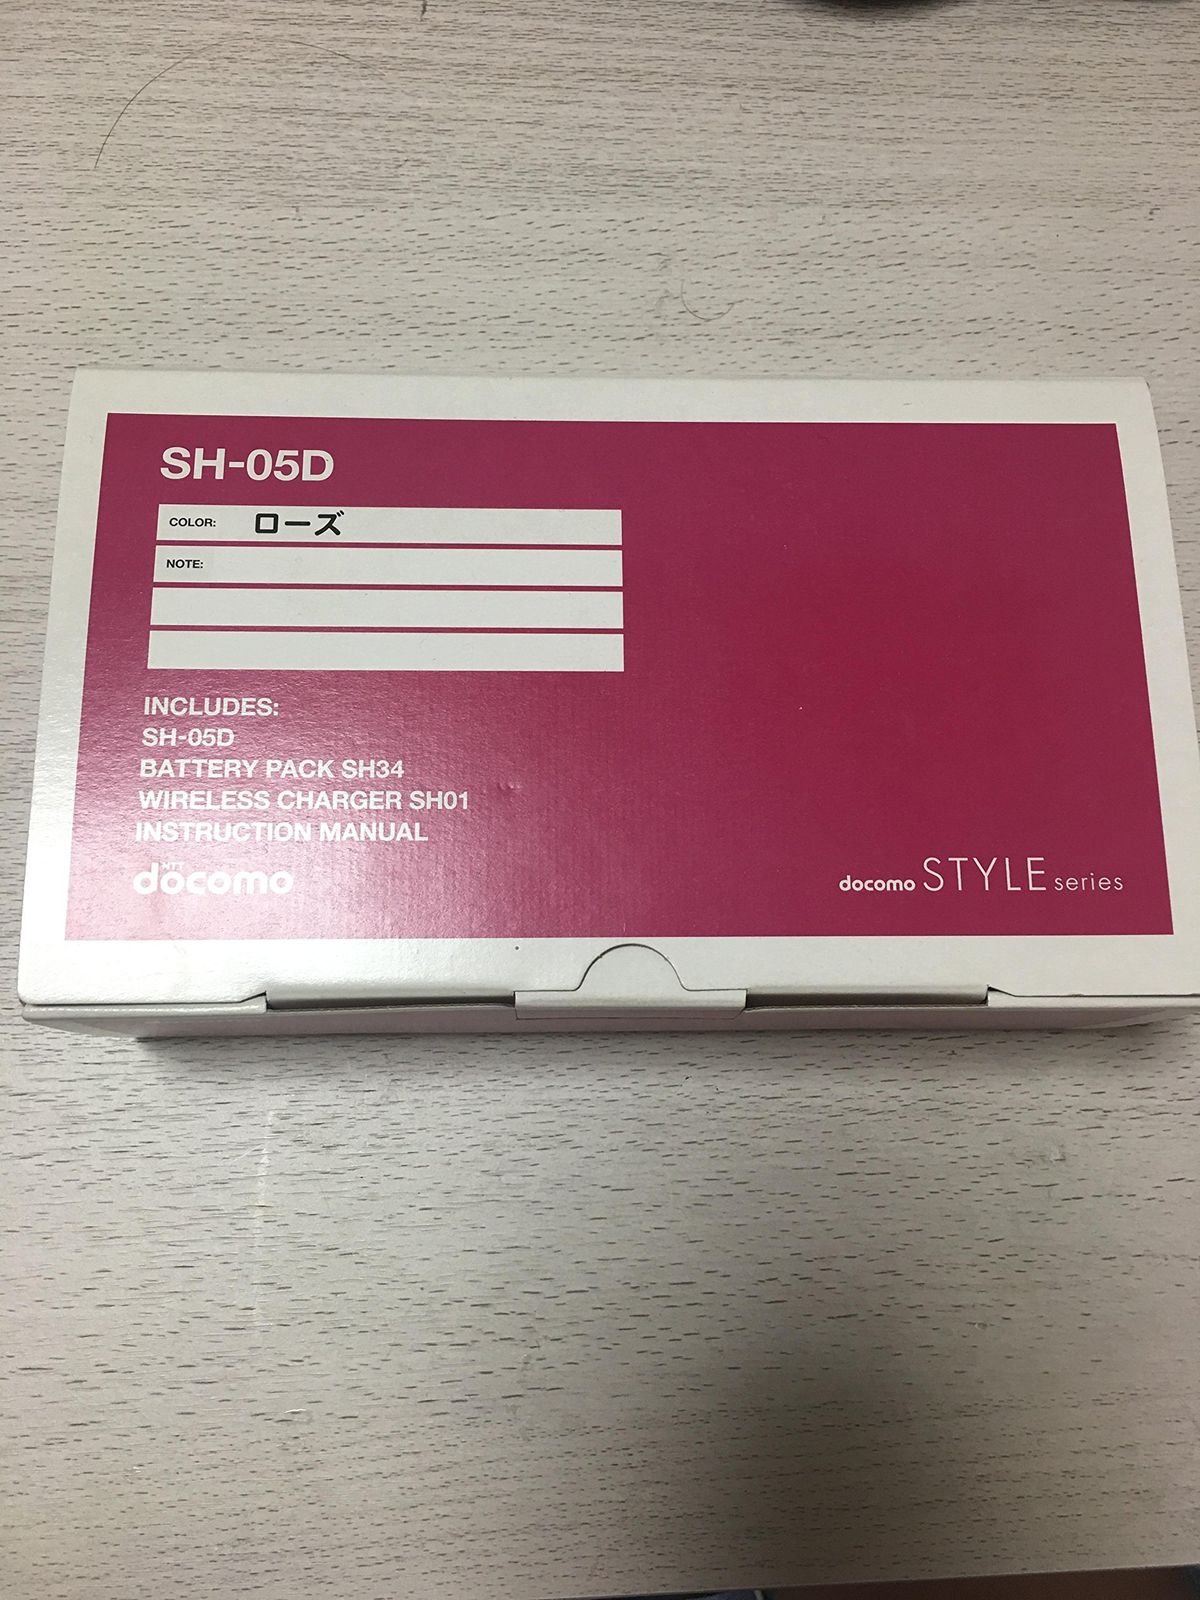 SH-05D
COLOR: ローズ
NOTE:
INCLUDES:
SH-05D
BATTERY PACK SH34
WIRELESS CHARGER SH01
INSTRUCTION MANUAL
NTT
docomo
docomo STYLE series